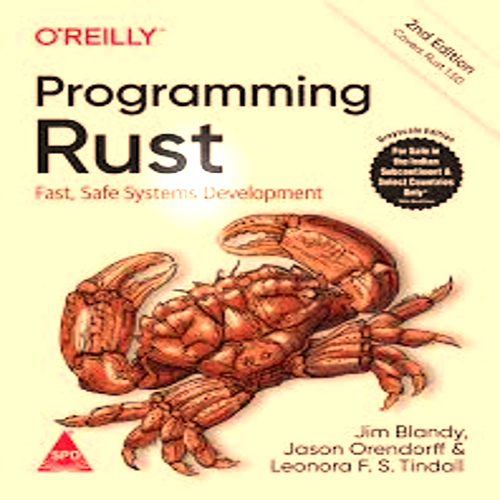 O'REILLY
2nd Edition
Covers Rust 1.50
Programming
Rust
Fast, Safe Systems Development
Grayscale Edition
For Sale in
the Indian
Subcontinent &
Select Countries
Only*
Jim Blandy,
Jason Orendorff &
Leonora F. S. Tindall
SPD